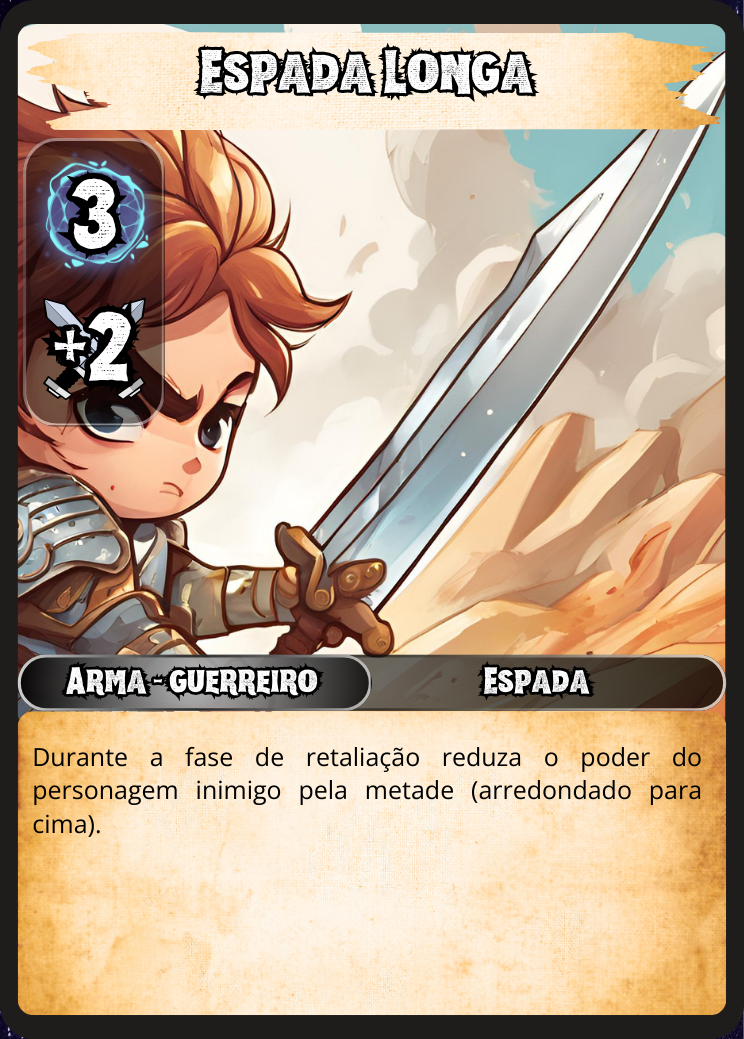 Espada Longa
3
+2
Arma - guerreiro
Espada
Durante a fase de retaliação reduza o poder do
personagem inimigo pela metade (arredondado para
cima).